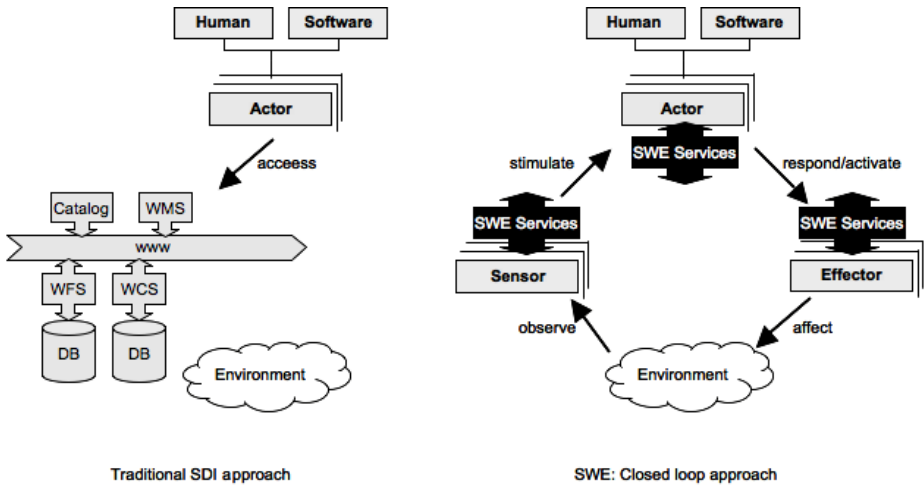 Human
Software
Actor
acceess
Catalog
WMS
www
WFS
WCS
DB
DB
Environment
Traditional SDI approach
Human
Software
Actor
SWE Services
stimulate
respond/activate
SWE Services
SWE Services
Sensor
Effector
observe
affect
Environment
SWE: Closed loop approach